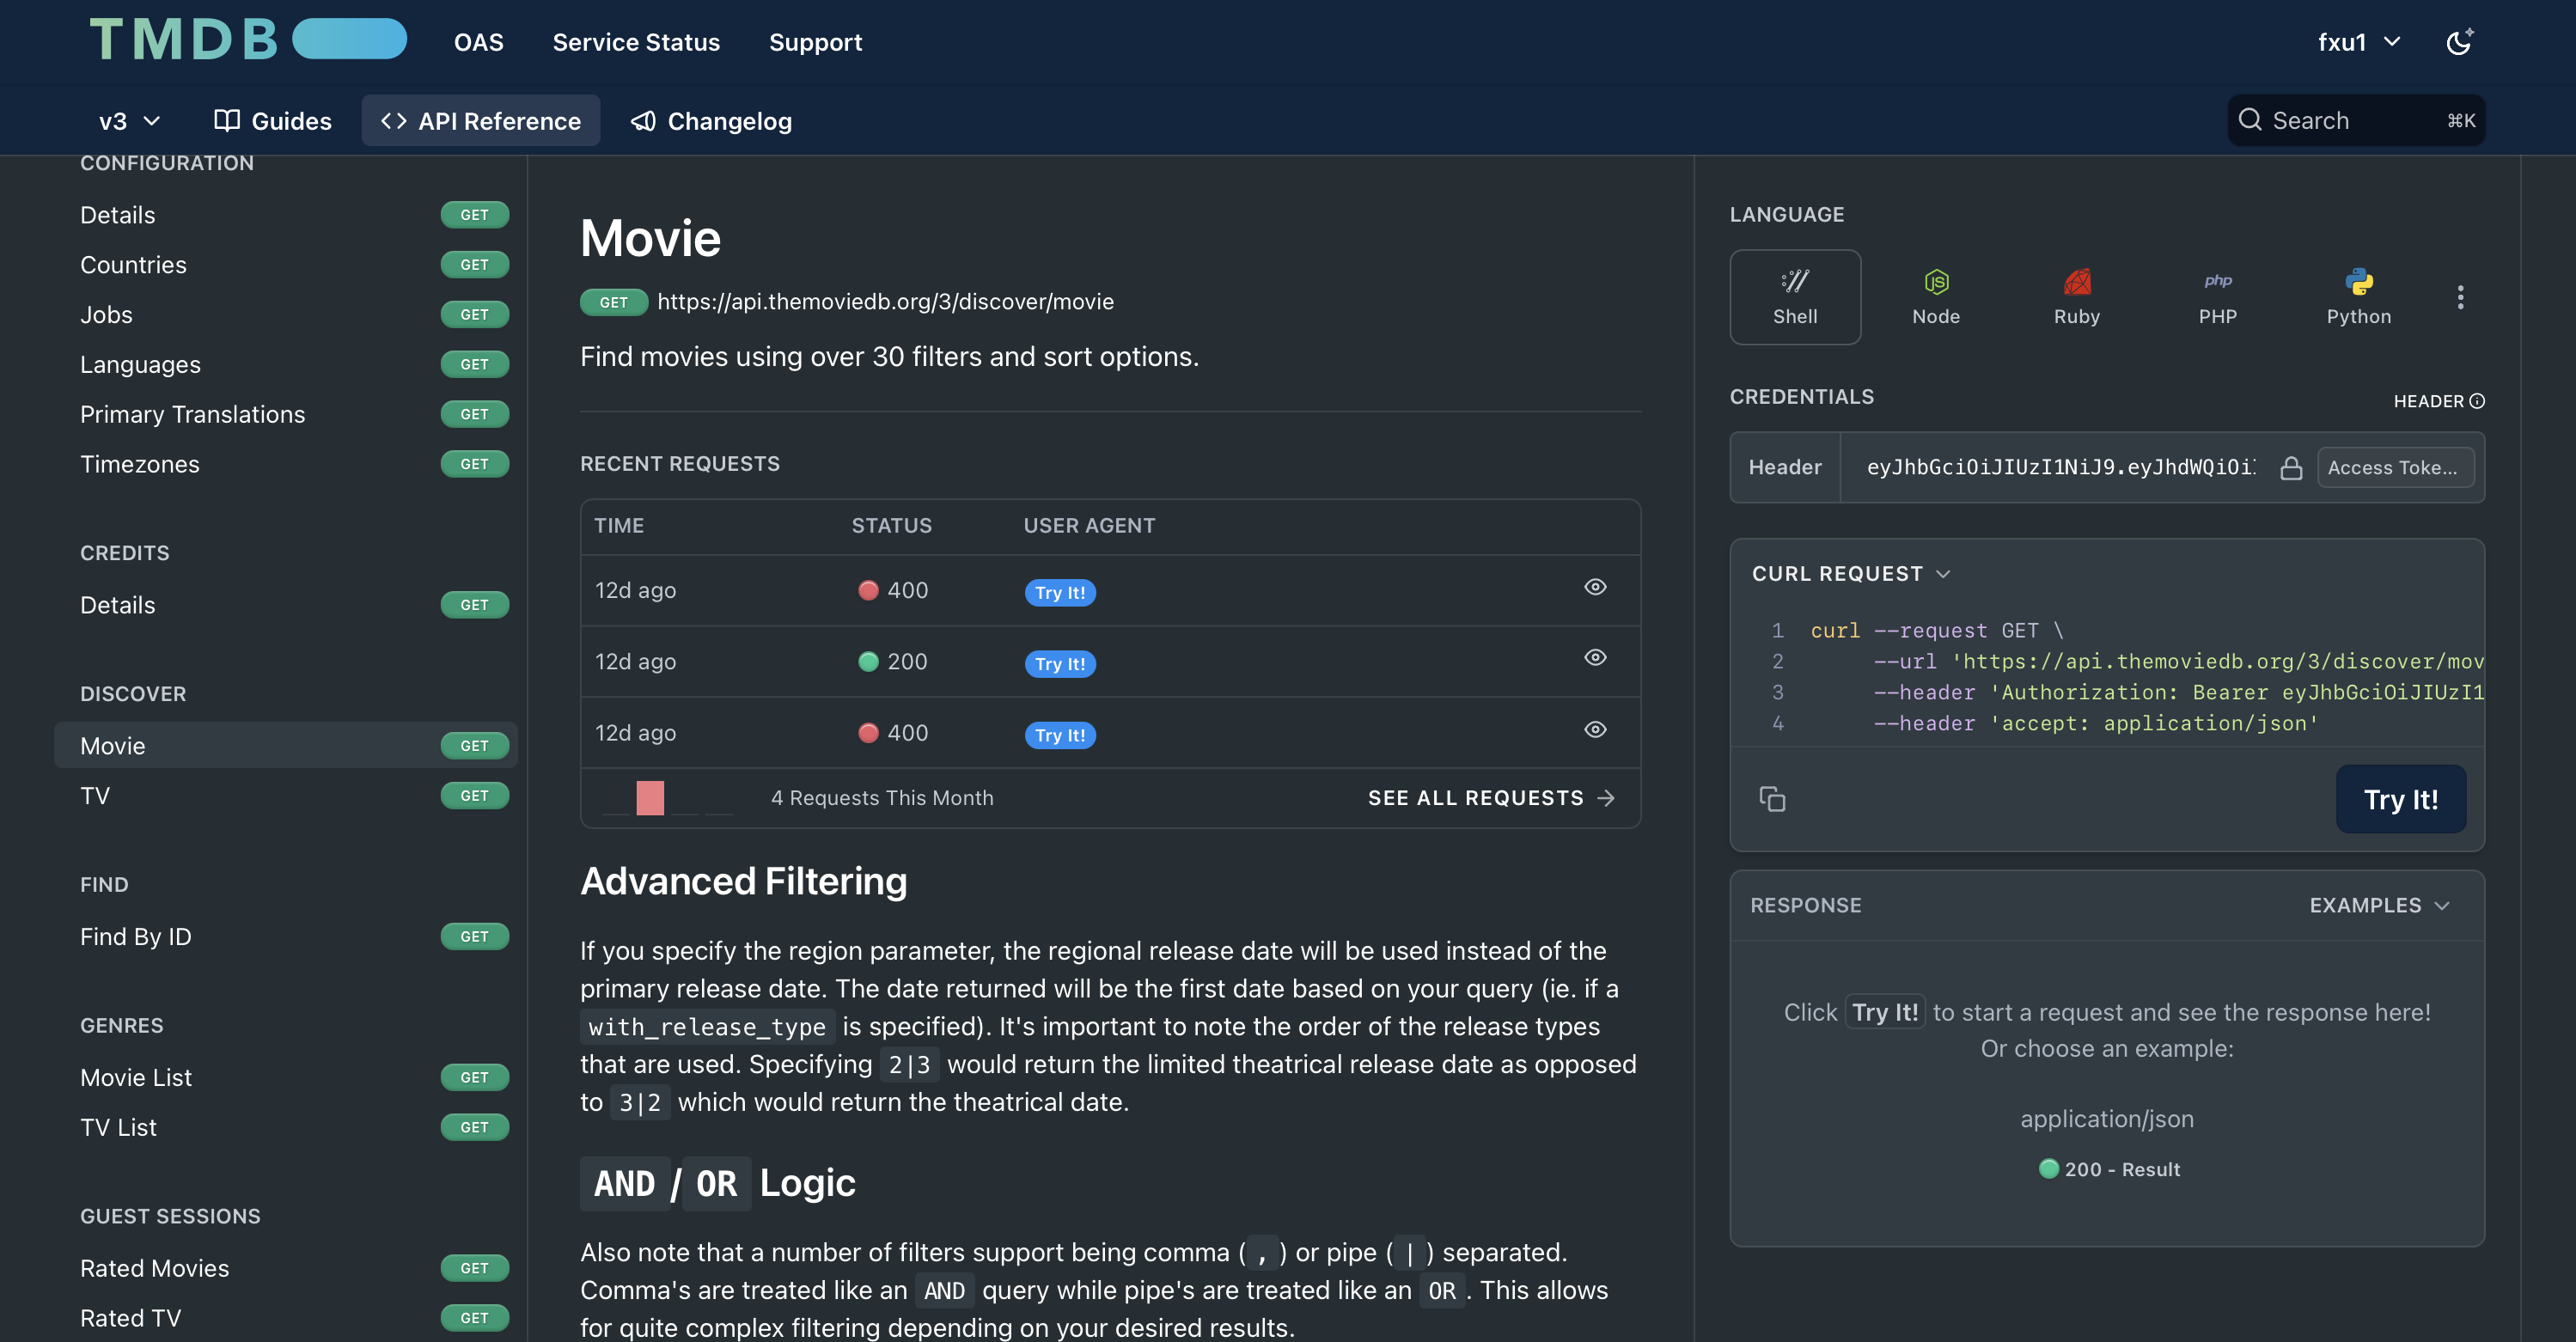 TMDB
OAS
Service Status
Support
fxu1
v3
Guides
<> API Reference
Changelog
Search
⌘K
CONFIGURATION
Details GET
Countries GET
Jobs GET
Languages GET
Primary Translations GET
Timezones GET
CREDITS
Details GET
DISCOVER
Movie GET
TV GET
FIND
Find By ID GET
GENRES
Movie List GET
TV List GET
GUEST SESSIONS
Rated Movies GET
Rated TV GET
Movie
GET https://api.themoviedb.org/3/discover/movie
Find movies using over 30 filters and sort options.
RECENT REQUESTS
TIME STATUS USER AGENT
12d ago 400 Try It!
12d ago 200 Try It!
12d ago 400 Try It!
4 Requests This Month SEE ALL REQUESTS →
Advanced Filtering
If you specify the region parameter, the regional release date will be used instead of the
primary release date. The date returned will be the first date based on your query (ie. if a
with_release_type is specified). It's important to note the order of the release types
that are used. Specifying 2|3 would return the limited theatrical release date as opposed
to 3|2 which would return the theatrical date.
AND/OR Logic
Also note that a number of filters support being comma (,) or pipe (|) separated.
Comma's are treated like an AND query while pipe's are treated like an OR. This allows
for quite complex filtering depending on your desired results.
LANGUAGE
Shell
JS
Node
Ruby
php
PHP
Python
CREDENTIALS
HEADER
Header eyJhbGciOiJIUzI1NiJ9.eyJhdWQiOi Access Toke...
CURL REQUEST
1 curl --request GET \
2 --url 'https://api.themoviedb.org/3/discover/mov
3 --header 'Authorization: Bearer eyJhbGciOiJIUzI1
4 --header 'accept: application/json'
Try It!
RESPONSE
EXAMPLES
Click Try It! to start a request and see the response here!
Or choose an example:
application/json
200 - Result